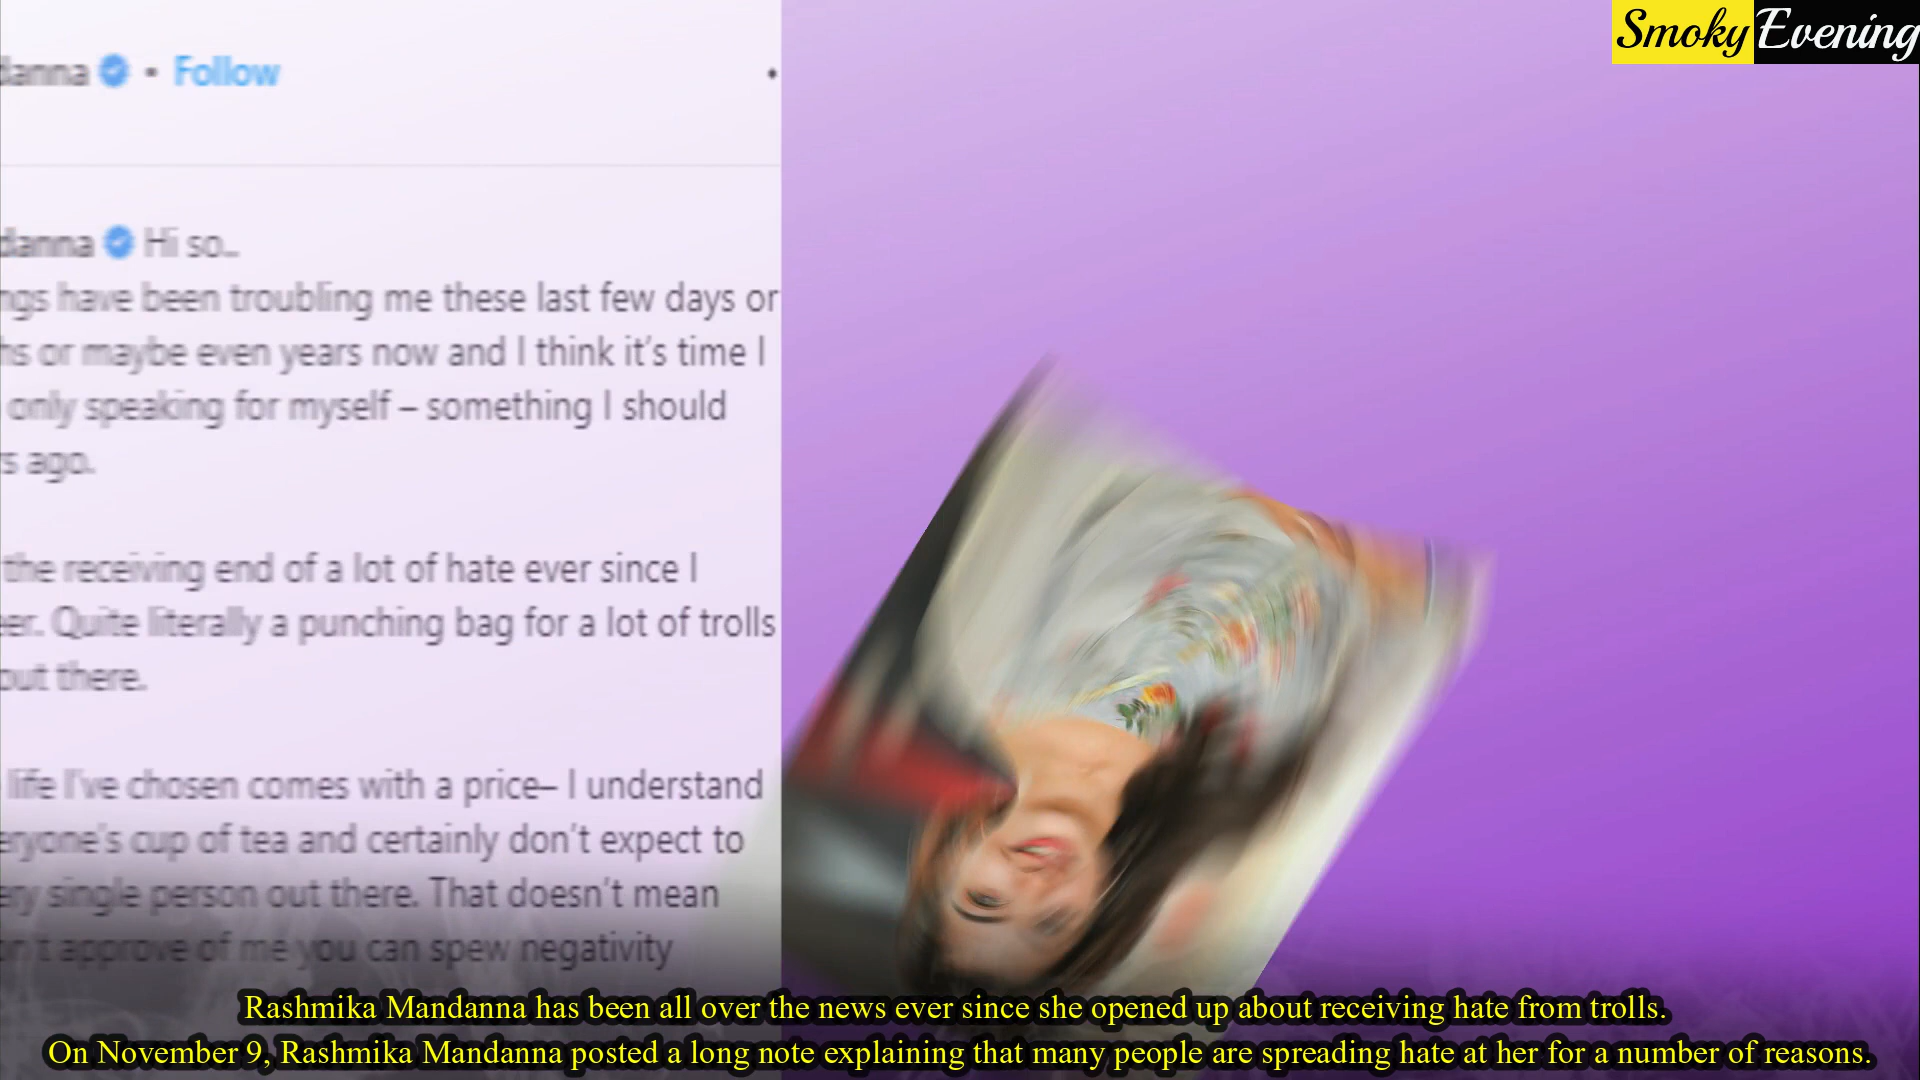 Smoky Evening
danna • Follow •
danna Hi so..
ngs have been troubling me these last few days or
hs or maybe even years now and I think it's time I
only speaking for myself – something I should
s ago.
the receiving end of a lot of hate ever since I
er. Quite literally a punching bag for a lot of trolls
out there.
life I've chosen comes with a price– I understand
eryone's cup of tea and certainly don't expect to
ery single person out there. That doesn't mean
n't approve of me you can spew negativity
Rashmika Mandanna has been all over the news ever since she opened up about receiving hate from trolls.
On November 9, Rashmika Mandanna posted a long note explaining that many people are spreading hate at her for a number of reasons.